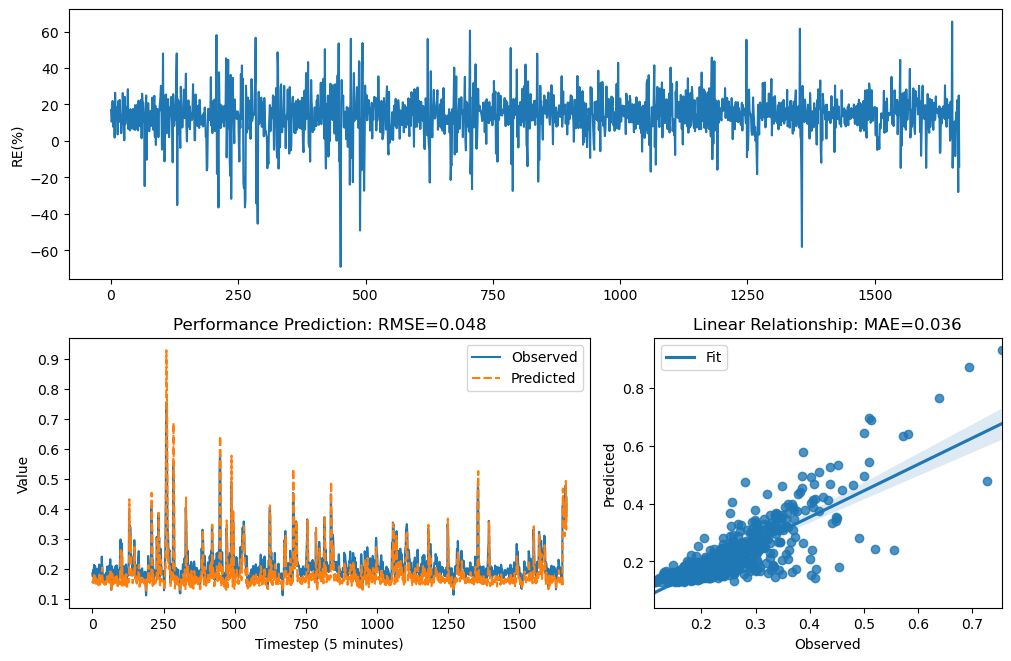 RE(%)
60
40
20
0
−20
−40
−60
0 250 500 750 1000 1250 1500
Performance Prediction: RMSE=0.048
Value
0.9
0.8
0.7
0.6
0.5
0.4
0.3
0.2
0.1
Observed
Predicted
0 250 500 750 1000 1250 1500
Timestep (5 minutes)
Linear Relationship: MAE=0.036
Predicted
Fit
0.8
0.6
0.4
0.2
0.2 0.3 0.4 0.5 0.6 0.7
Observed